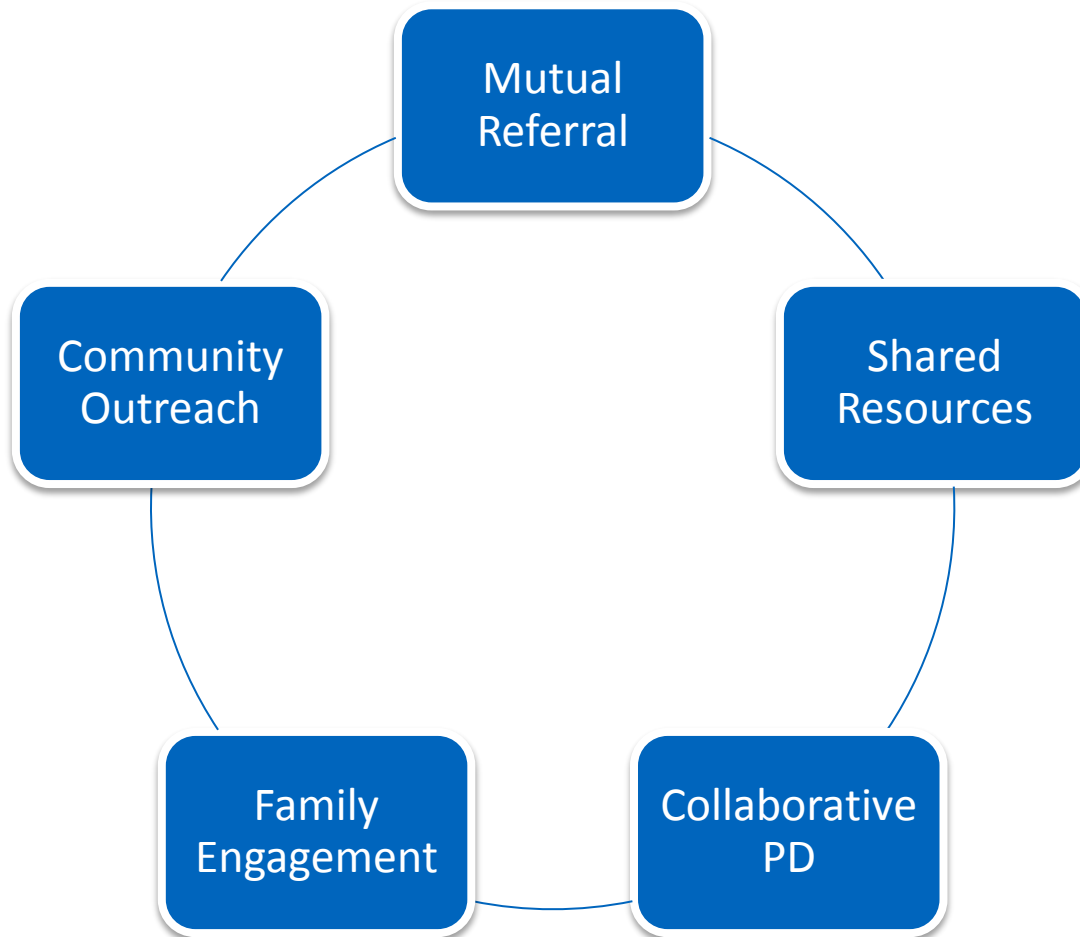 Mutual
Referral
Shared
Resources
Collaborative
PD
Family
Engagement
Community
Outreach